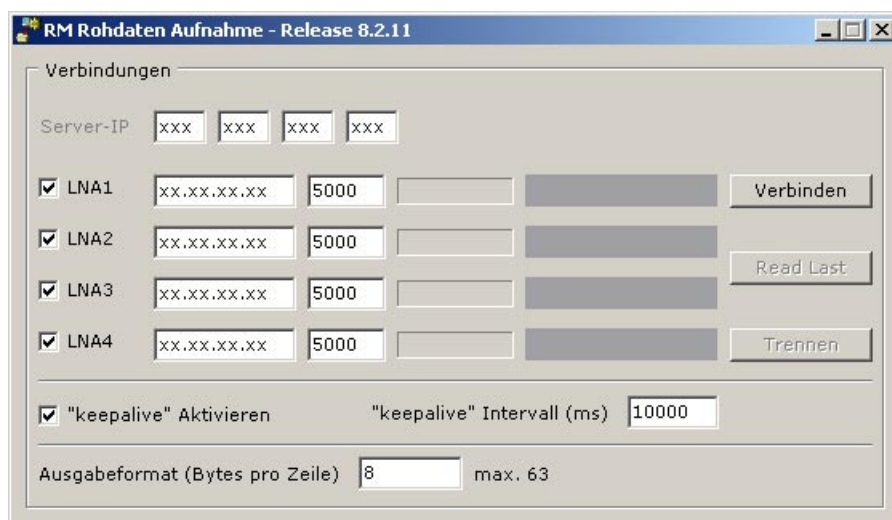 RM Rohdaten Aufnahme - Release 8.2.11
Verbindungen
Server-IP xxx xxx xxx xxx
LNA1 xx.xx.xx.xx 5000 Verbinden
LNA2 xx.xx.xx.xx 5000
Read Last
LNA3 xx.xx.xx.xx 5000
LNA4 xx.xx.xx.xx 5000 Trennen
"keepalive" Aktivieren "keepalive" Intervall (ms) 10000
Ausgabeformat (Bytes pro Zeile) 8 max. 63